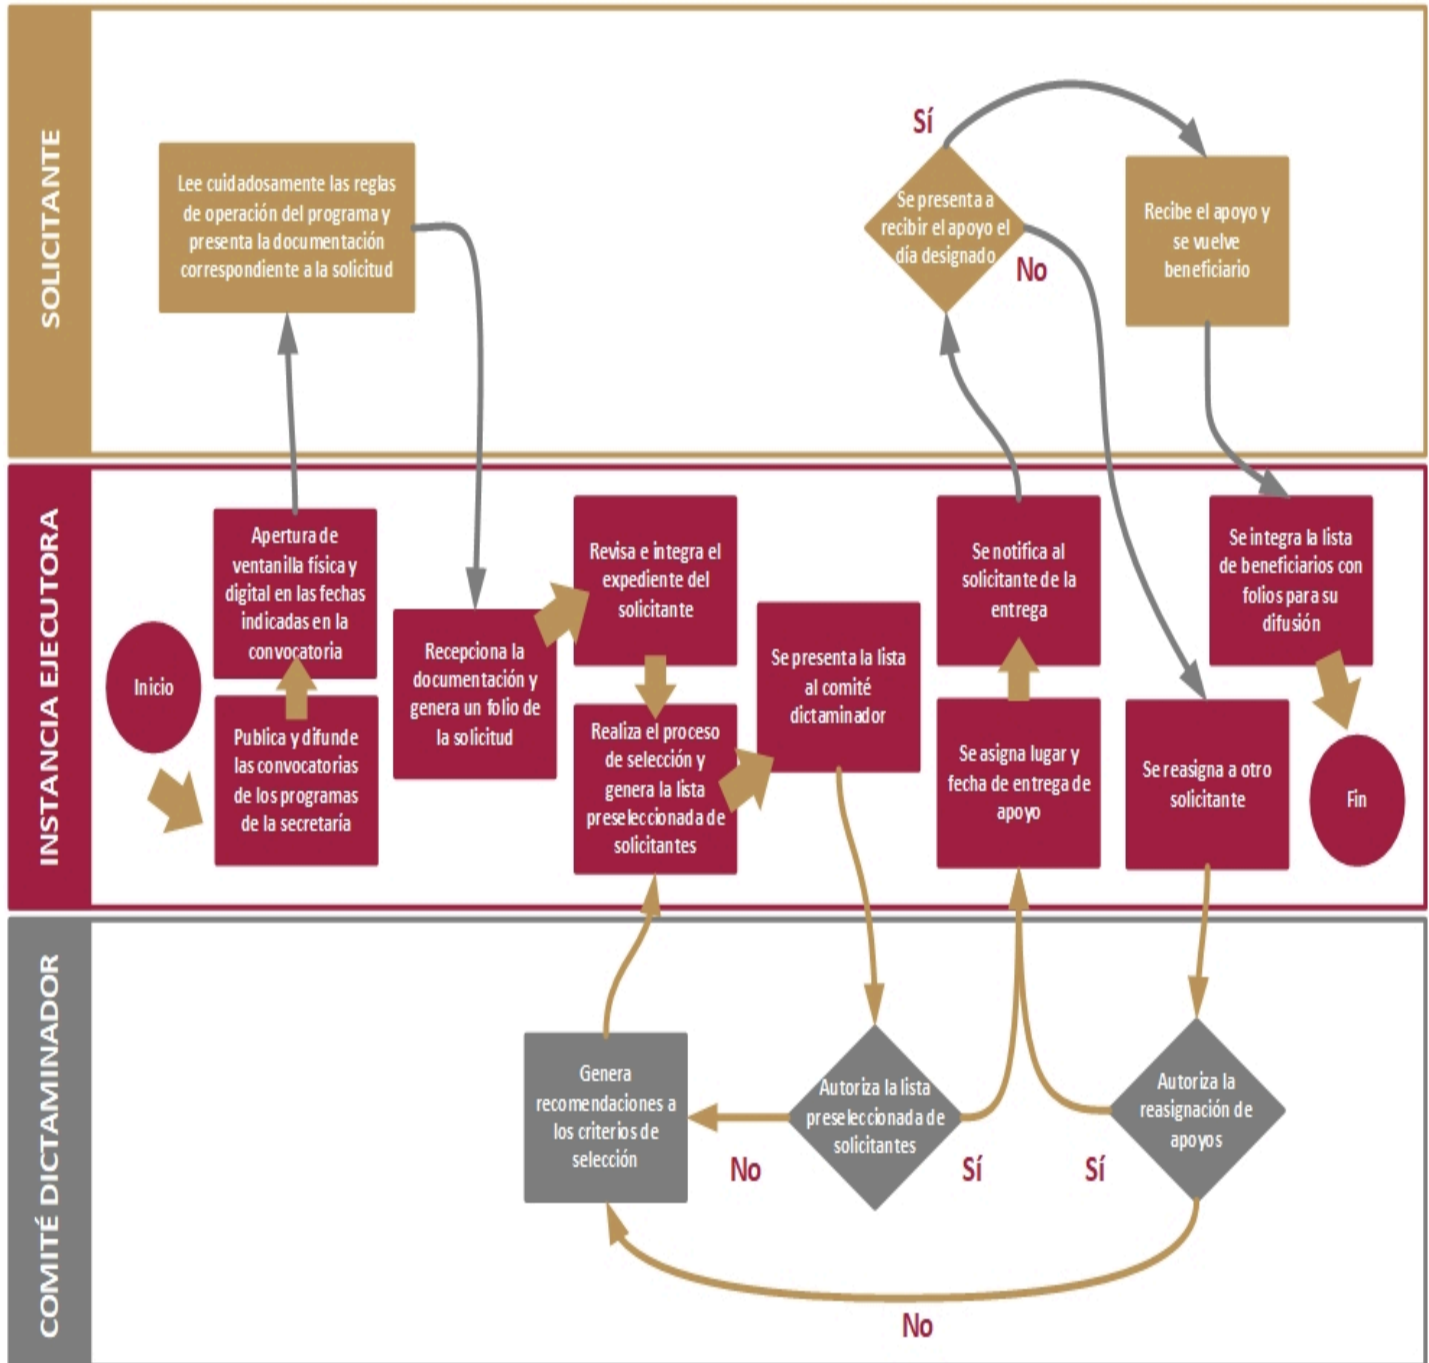 SOLICITANTE
Lee cuidadosamente las reglas
de operación del programa y
presenta la documentación
correspondiente a la solicitud
Sí
Se presenta a
recibir el apoyo el
día designado
No
Recibe el apoyo y
se vuelve
beneficiario
INSTANCIA EJECUTORA
Inicio
Apertura de
ventanilla física y
digital en las fechas
indicadas en la
convocatoria
Publica y difunde
las convocatorias
de los programas
de la secretaría
Recepciona la
documentación y
genera un folio de
la solicitud
Revisa e integra el
expediente del
solicitante
Realiza el proceso
de selección y
genera la lista
preseleccionada de
solicitantes
Se presenta la lista
al comité
dictaminador
Se notifica al
solicitante de la
entrega
Se asigna lugar y
fecha de entrega de
apoyo
Se integra la lista
de beneficiarios con
folios para su
difusión
Se reasigna a otro
solicitante
Fin
COMITÉ DICTAMINADOR
Genera
recomendaciones a
los criterios de
selección
No
Autoriza la lista
preseleccionada de
solicitantes
Sí
Sí
Autoriza la
reasignación de
apoyos
No